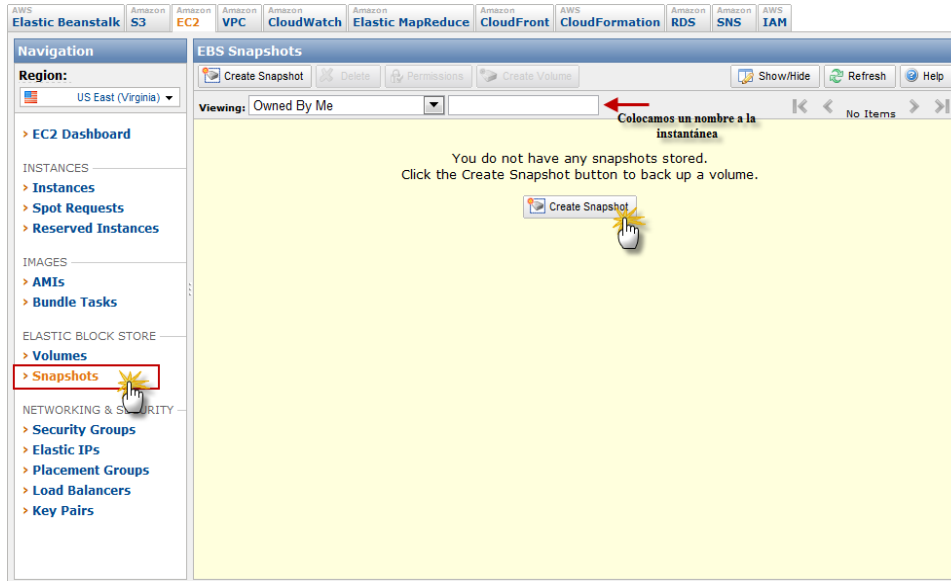 AWS Amazon Amazon Amazon Amazon Amazon Amazon AWS Amazon Amazon AWS
Elastic Beanstalk S3 EC2 VPC CloudWatch Elastic MapReduce CloudFront CloudFormation RDS SNS IAM
Navigation
Region:
US East (Virginia)
> EC2 Dashboard
INSTANCES
> Instances
> Spot Requests
> Reserved Instances
IMAGES
> AMIs
> Bundle Tasks
ELASTIC BLOCK STORE
> Volumes
> Snapshots
NETWORKING & SECURITY
> Security Groups
> Elastic IPs
> Placement Groups
> Load Balancers
> Key Pairs
EBS Snapshots
Create Snapshot Delete Permissions Create Volume Show/Hide Refresh Help
Viewing: Owned By Me No Items
Colocamos un nombre a la
instantánea
You do not have any snapshots stored.
Click the Create Snapshot button to back up a volume.
Create Snapshot